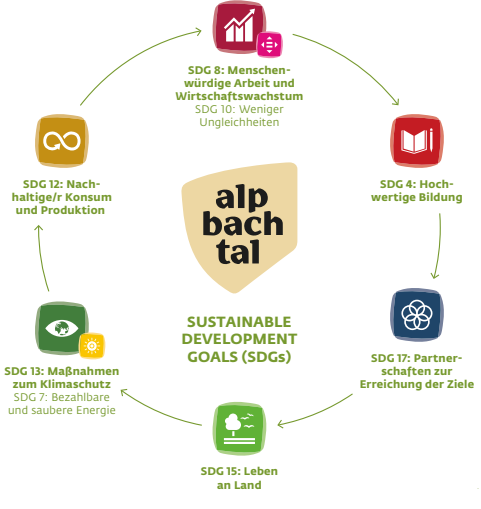 SDG 8: Menschen-
würdige Arbeit und
Wirtschaftswachstum
SDG 10: Weniger
Ungleichheiten
SDG 4: Hoch-
wertige Bildung
SDG 17: Partner-
schaften zur
Erreichung der Ziele
SDG 15: Leben
an Land
SDG 13: Maßnahmen
zum Klimaschutz
SDG 7: Bezahlbare
und saubere Energie
SDG 12: Nach-
haltige/r Konsum
und Produktion
alp
bach
tal
SUSTAINABLE
DEVELOPMENT
GOALS (SDGs)